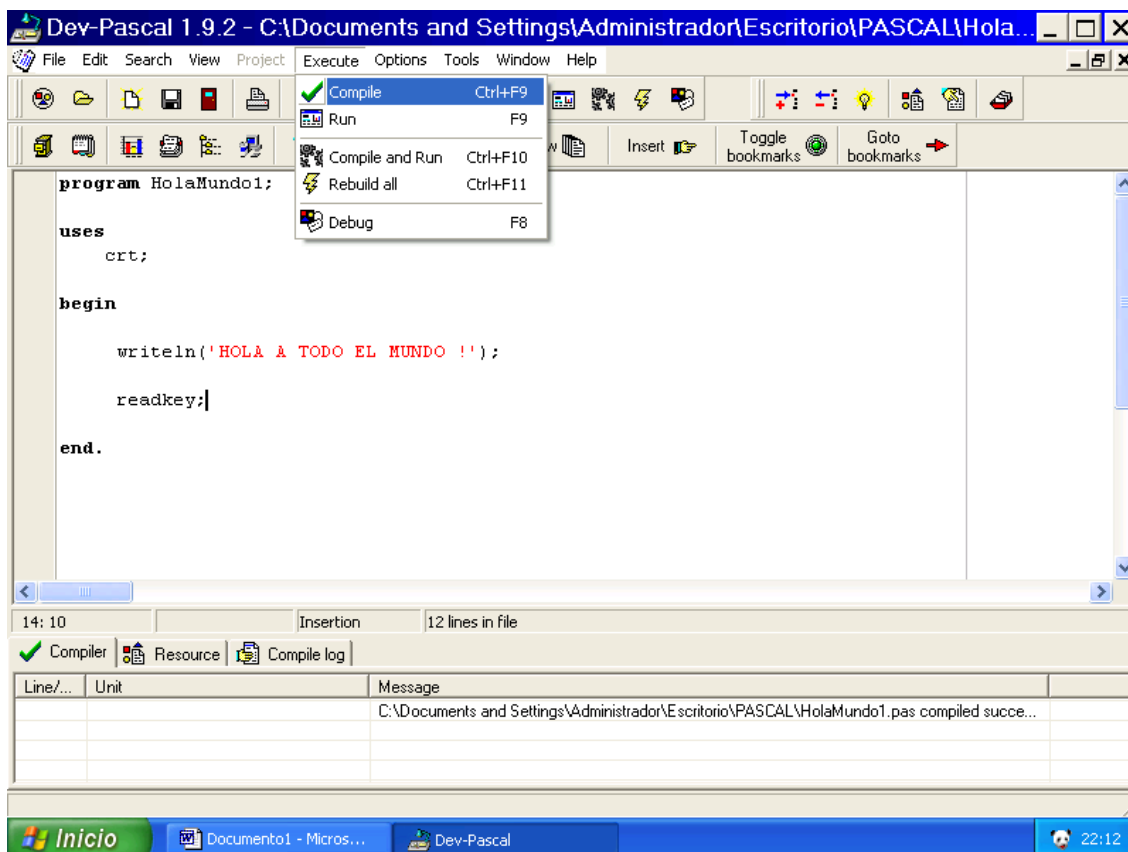 Dev-Pascal 1.9.2 - C:\Documents and Settings\Administrador\Escritorio\PASCAL\Hola...
File Edit Search View Project Execute Options Tools Window Help
Compile Ctrl+F9
Run F9
Compile and Run Ctrl+F10
Rebuild all Ctrl+F11
Debug F8
Insert
Toggle bookmarks
Goto bookmarks
program HolaMundo1;
uses
crt;
begin
writeln('HOLA A TODO EL MUNDO !');
readkey;
end.
14: 10 Insertion 12 lines in file
Compiler Resource Compile log
Line/... Unit Message
C:\Documents and Settings\Administrador\Escritorio\PASCAL\HolaMundo1.pas compiled succe...
Inicio Documento1 - Micros... Dev-Pascal 22:12